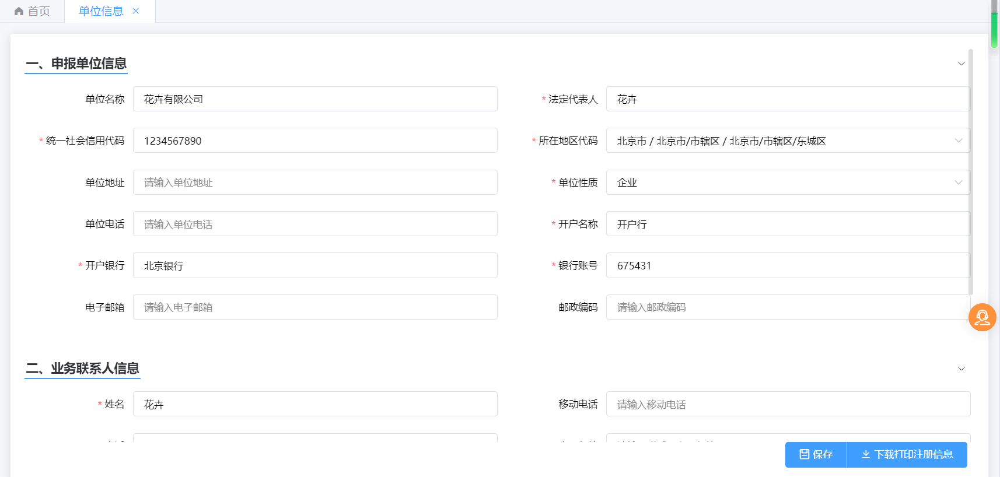 首页 单位信息
一、申报单位信息
单位名称 花卉有限公司 * 法定代表人 花卉
* 统一社会信用代码 1234567890 * 所在地区代码 北京市 / 北京市/市辖区 / 北京市/市辖区/东城区
单位地址 请输入单位地址 * 单位性质 企业
单位电话 请输入单位电话 * 开户名称 开户行
* 开户银行 北京银行 * 银行账号 675431
电子邮箱 请输入电子邮箱 邮政编码 请输入邮政编码
二、业务联系人信息
* 姓名 花卉 移动电话 请输入移动电话
保存 下载打印注册信息